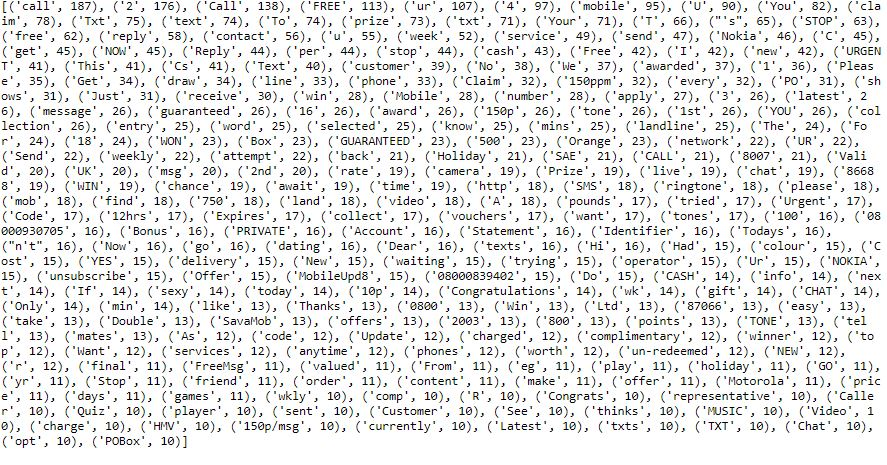 [('call', 187), ('2', 176), ('Call', 138), ('FREE', 113), ('ur', 107), ('4', 97), ('mobile', 95), ('U', 90), ('You', 82), ('clai
m', 78), ('Txt', 75), ('text', 74), ('To', 74), ('prize', 73), ('txt', 71), ('Your', 71), ('T', 66), ("'s", 65), ('STOP', 63),
('free', 62), ('reply', 58), ('contact', 56), ('u', 55), ('week', 52), ('service', 49), ('send', 47), ('Nokia', 46), ('C', 45),
('get', 45), ('NOW', 45), ('Reply', 44), ('per', 44), ('stop', 44), ('cash', 43), ('Free', 42), ('I', 42), ('new', 42), ('URGEN
T', 41), ('This', 41), ('Cs', 41), ('Text', 40), ('customer', 39), ('No', 38), ('We', 37), ('awarded', 37), ('1', 36), ('Pleas
e', 35), ('Get', 34), ('draw', 34), ('line', 33), ('phone', 33), ('Claim', 32), ('150ppm', 32), ('every', 32), ('PO', 31), ('sh
ows', 31), ('Just', 31), ('receive', 30), ('win', 28), ('Mobile', 28), ('number', 28), ('apply', 27), ('3', 26), ('latest', 2
6), ('message', 26), ('guaranteed', 26), ('16', 26), ('award', 26), ('150p', 26), ('tone', 26), ('1st', 26), ('YOU', 26), ('col
lection', 26), ('entry', 25), ('word', 25), ('selected', 25), ('know', 25), ('mins', 25), ('landline', 25), ('The', 24), ('Fo
r', 24), ('18', 24), ('WON', 23), ('Box', 23), ('GUARANTEED', 23), ('500', 23), ('Orange', 23), ('network', 22), ('UR', 22),
('Send', 22), ('weekly', 22), ('attempt', 22), ('back', 21), ('Holiday', 21), ('SAE', 21), ('CALL', 21), ('8007', 21), ('Vali
d', 20), ('UK', 20), ('msg', 20), ('2nd', 20), ('rate', 19), ('camera', 19), ('Prize', 19), ('live', 19), ('chat', 19), ('8666
8', 19), ('WIN', 19), ('chance', 19), ('await', 19), ('time', 19), ('http', 18), ('SMS', 18), ('ringtone', 18), ('please', 18),
('mob', 18), ('find', 18), ('750', 18), ('land', 18), ('video', 18), ('A', 18), ('pounds', 17), ('tried', 17), ('Urgent', 17),
('Code', 17), ('12hrs', 17), ('Expires', 17), ('collect', 17), ('vouchers', 17), ('want', 17), ('tones', 17), ('100', 16), ('08
000930705', 16), ('Bonus', 16), ('PRIVATE', 16), ('Account', 16), ('Statement', 16), ('Identifier', 16), ('Todays', 16),
("n't", 16), ('Now', 16), ('go', 16), ('dating', 16), ('Dear', 16), ('texts', 16), ('Hi', 16), ('Had', 15), ('colour', 15), ('C
ost', 15), ('YES', 15), ('delivery', 15), ('New', 15), ('waiting', 15), ('trying', 15), ('operator', 15), ('Ur', 15), ('NOKIA',
15), ('unsubscribe', 15), ('Offer', 15), ('MobileUpd8', 15), ('08000839402', 15), ('Do', 15), ('CASH', 14), ('info', 14), ('nex
t', 14), ('If', 14), ('sexy', 14), ('today', 14), ('10p', 14), ('Congratulations', 14), ('wk', 14), ('gift', 14), ('CHAT', 14),
('Only', 14), ('min', 14), ('like', 13), ('Thanks', 13), ('0800', 13), ('Win', 13), ('Ltd', 13), ('87066', 13), ('easy', 13),
('take', 13), ('Double', 13), ('SavaMob', 13), ('offers', 13), ('2003', 13), ('800', 13), ('points', 13), ('TONE', 13), ('tel
l', 13), ('mates', 13), ('As', 12), ('code', 12), ('Update', 12), ('charged', 12), ('complimentary', 12), ('winner', 12), ('to
p', 12), ('Want', 12), ('services', 12), ('anytime', 12), ('phones', 12), ('worth', 12), ('un-redeemed', 12), ('NEW', 12),
('r', 12), ('final', 11), ('FreeMsg', 11), ('valued', 11), ('From', 11), ('eg', 11), ('play', 11), ('holiday', 11), ('GO', 11),
('yr', 11), ('Stop', 11), ('friend', 11), ('order', 11), ('content', 11), ('make', 11), ('offer', 11), ('Motorola', 11), ('pric
e', 11), ('days', 11), ('games', 11), ('wkly', 10), ('comp', 10), ('R', 10), ('Congrats', 10), ('representative', 10), ('Calle
r', 10), ('Quiz', 10), ('player', 10), ('sent', 10), ('Customer', 10), ('See', 10), ('thinks', 10), ('MUSIC', 10), ('Video', 1
0), ('charge', 10), ('HMV', 10), ('150p/msg', 10), ('currently', 10), ('Latest', 10), ('txts', 10), ('TXT', 10), ('Chat', 10),
('opt', 10), ('POBox', 10)]